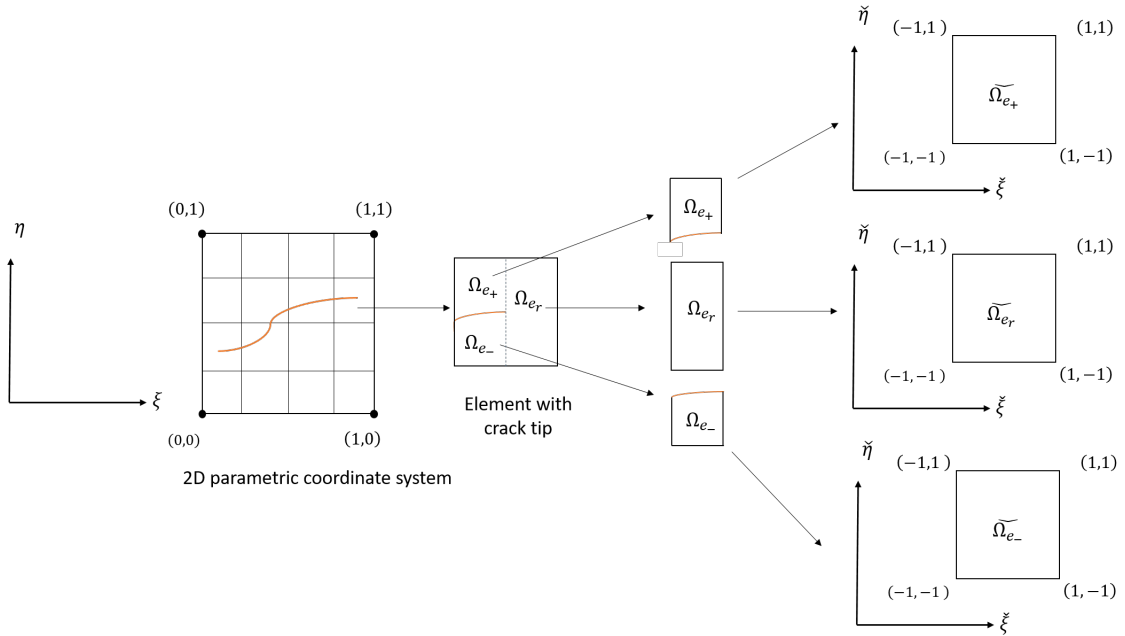 η
(0,1)
(1,1)
(0,0)
(1,0)
ξ
2D parametric coordinate system
Ω_{e_+}
Ω_{e_r}
Ω_{e_-}
Element with
crack tip
Ω_{e_+}
Ω_{e_r}
Ω_{e_-}
η̌
(−1,1)
(1,1)
Ω̆_{e_+}
(−1,−1)
(1,−1)
ξ̌
η̌
(−1,1)
(1,1)
Ω̆_{e_r}
(−1,−1)
(1,−1)
ξ̌
η̌
(−1,1)
(1,1)
Ω̆_{e_-}
(−1,−1)
(1,−1)
ξ̌